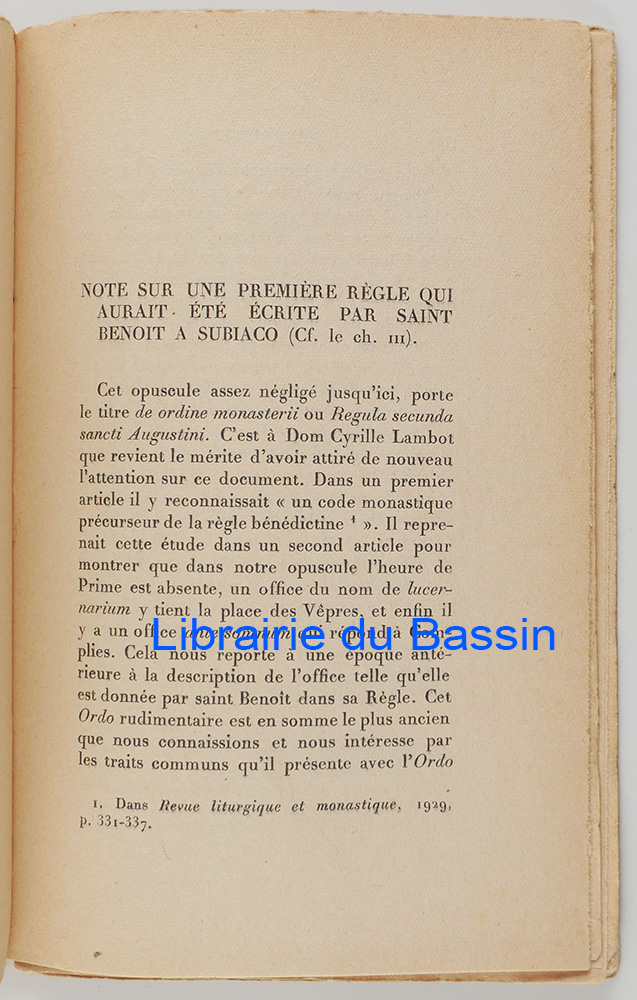 NOTE SUR UNE PREMIÈRE RÈGLE QUI
AURAIT ÉTÉ ÉCRITE PAR SAINT
BENOIT A SUBIACO (Cf. le ch. III).
Cet opuscule assez négligé jusqu'ici, porte
le titre de ordine monasterii ou Regula secunda
sancti Augustini. C'est à Dom Cyrille Lambot
que revient le mérite d'avoir attiré de nouveau
l'attention sur ce document. Dans un premier
article il y reconnaissait « un code monastique
précurseur de la règle bénédictine ¹ ». Il repre-
nait cette étude dans un second article pour
montrer que dans notre opuscule l'heure de
Prime est absente, un office du nom de lucer-
narium y tient la place des Vêpres, et enfin il
y a un office ante somnum qui répond à Com-
Librairie du Bassin
plies. Cela nous reporte à une époque anté-
rieure à la description de l'office telle qu'elle
est donnée par saint Benoît dans sa Règle. Cet
Ordo rudimentaire est en somme le plus ancien
que nous connaissions et nous intéresse par
les traits communs qu'il présente avec l'Ordo
1. Dans Revue liturgique et monastique, 1929,
p. 331-337.